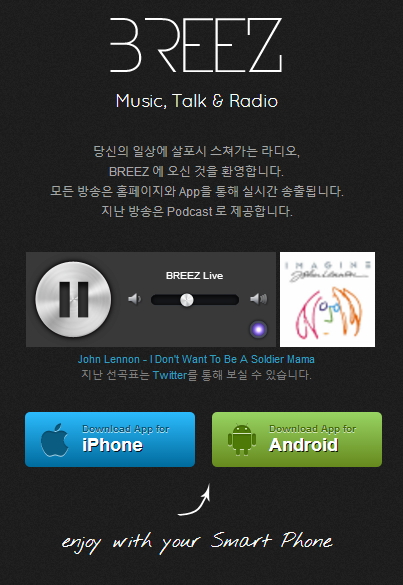 BREEZ
Music, Talk & Radio
당신의 일상에 살포시 스쳐가는 라디오,
BREEZ 에 오신 것을 환영합니다.
모든 방송은 홈페이지와 App을 통해 실시간 송출됩니다.
지난 방송은 Podcast 로 제공합니다.
BREEZ Live
IMAGINE
John Lennon
John Lennon - I Don't Want To Be A Soldier Mama
지난 선곡표는 Twitter를 통해 보실 수 있습니다.
Download App for
iPhone
Download App for
Android
enjoy with your Smart Phone